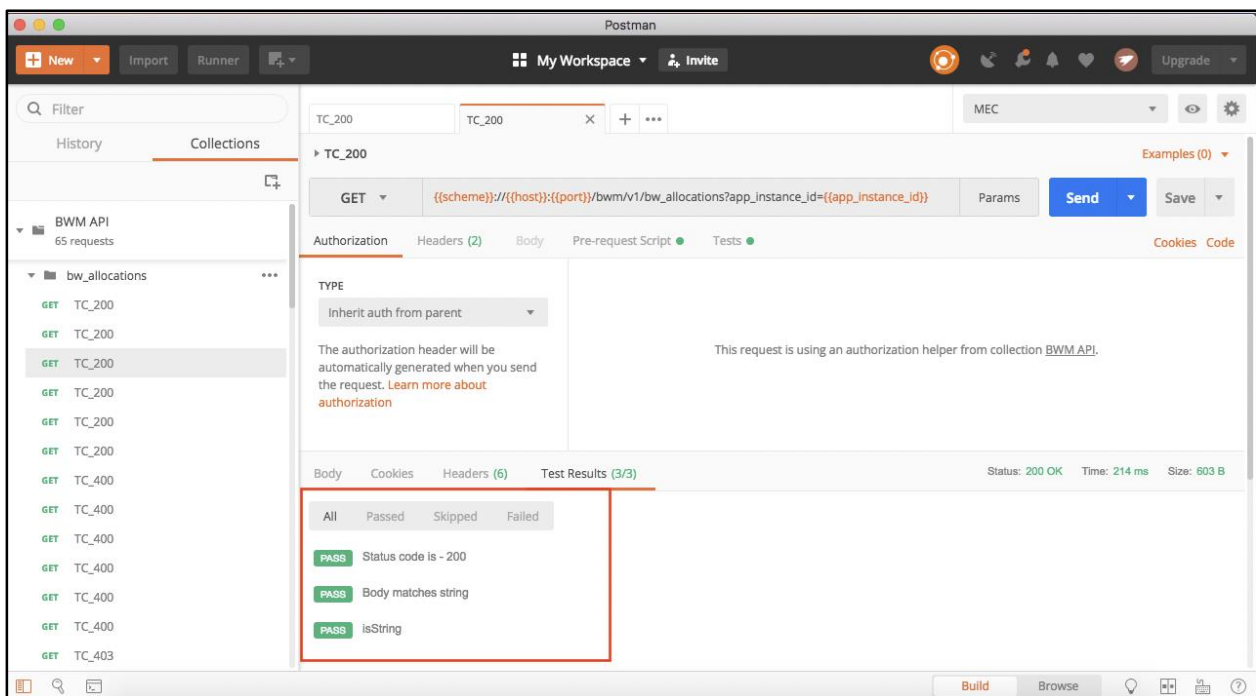 Postman
New
Import
Runner
My Workspace
Invite
Upgrade
Filter
History
Collections
BWM API
65 requests
bw_allocations
GET TC_200
GET TC_200
GET TC_200
GET TC_200
GET TC_200
GET TC_200
GET TC_400
GET TC_400
GET TC_400
GET TC_400
GET TC_400
GET TC_400
GET TC_403
TC_200
TC_200
MEC
TC_200
Examples (0)
GET
{{scheme}}://{{host}}:{{port}}/bwm/v1/bw_allocations?app_instance_id={{app_instance_id}}
Params
Send
Save
Authorization
Headers (2)
Body
Pre-request Script
Tests
Cookies
Code
TYPE
Inherit auth from parent
The authorization header will be
automatically generated when you send
the request. Learn more about
authorization
This request is using an authorization helper from collection BWM API.
Body
Cookies
Headers (6)
Test Results (3/3)
Status: 200 OK
Time: 214 ms
Size: 603 B
All
Passed
Skipped
Failed
PASS Status code is - 200
PASS Body matches string
PASS isString
Build
Browse